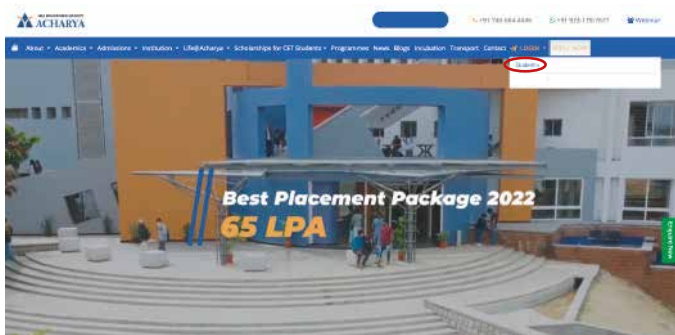 ACHARYA
Webinar
About Academics Admissions Institution Life@Acharya Scholarships for CET Students Programmes News Blogs Incubation Transport Contact LOGIN
Students
Best Placement Package 2022
65 LPA
Enquire Now